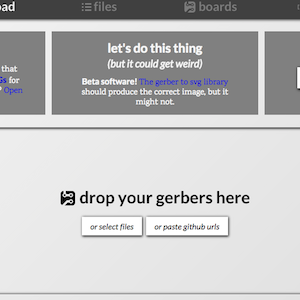 oad
files
boards
let's do this thing
(but it could get weird)
that
Gs for
Open
Beta software! The gerber to svg library
should produce the correct image, but it
might not.
drop your gerbers here
or select files
or paste github urls